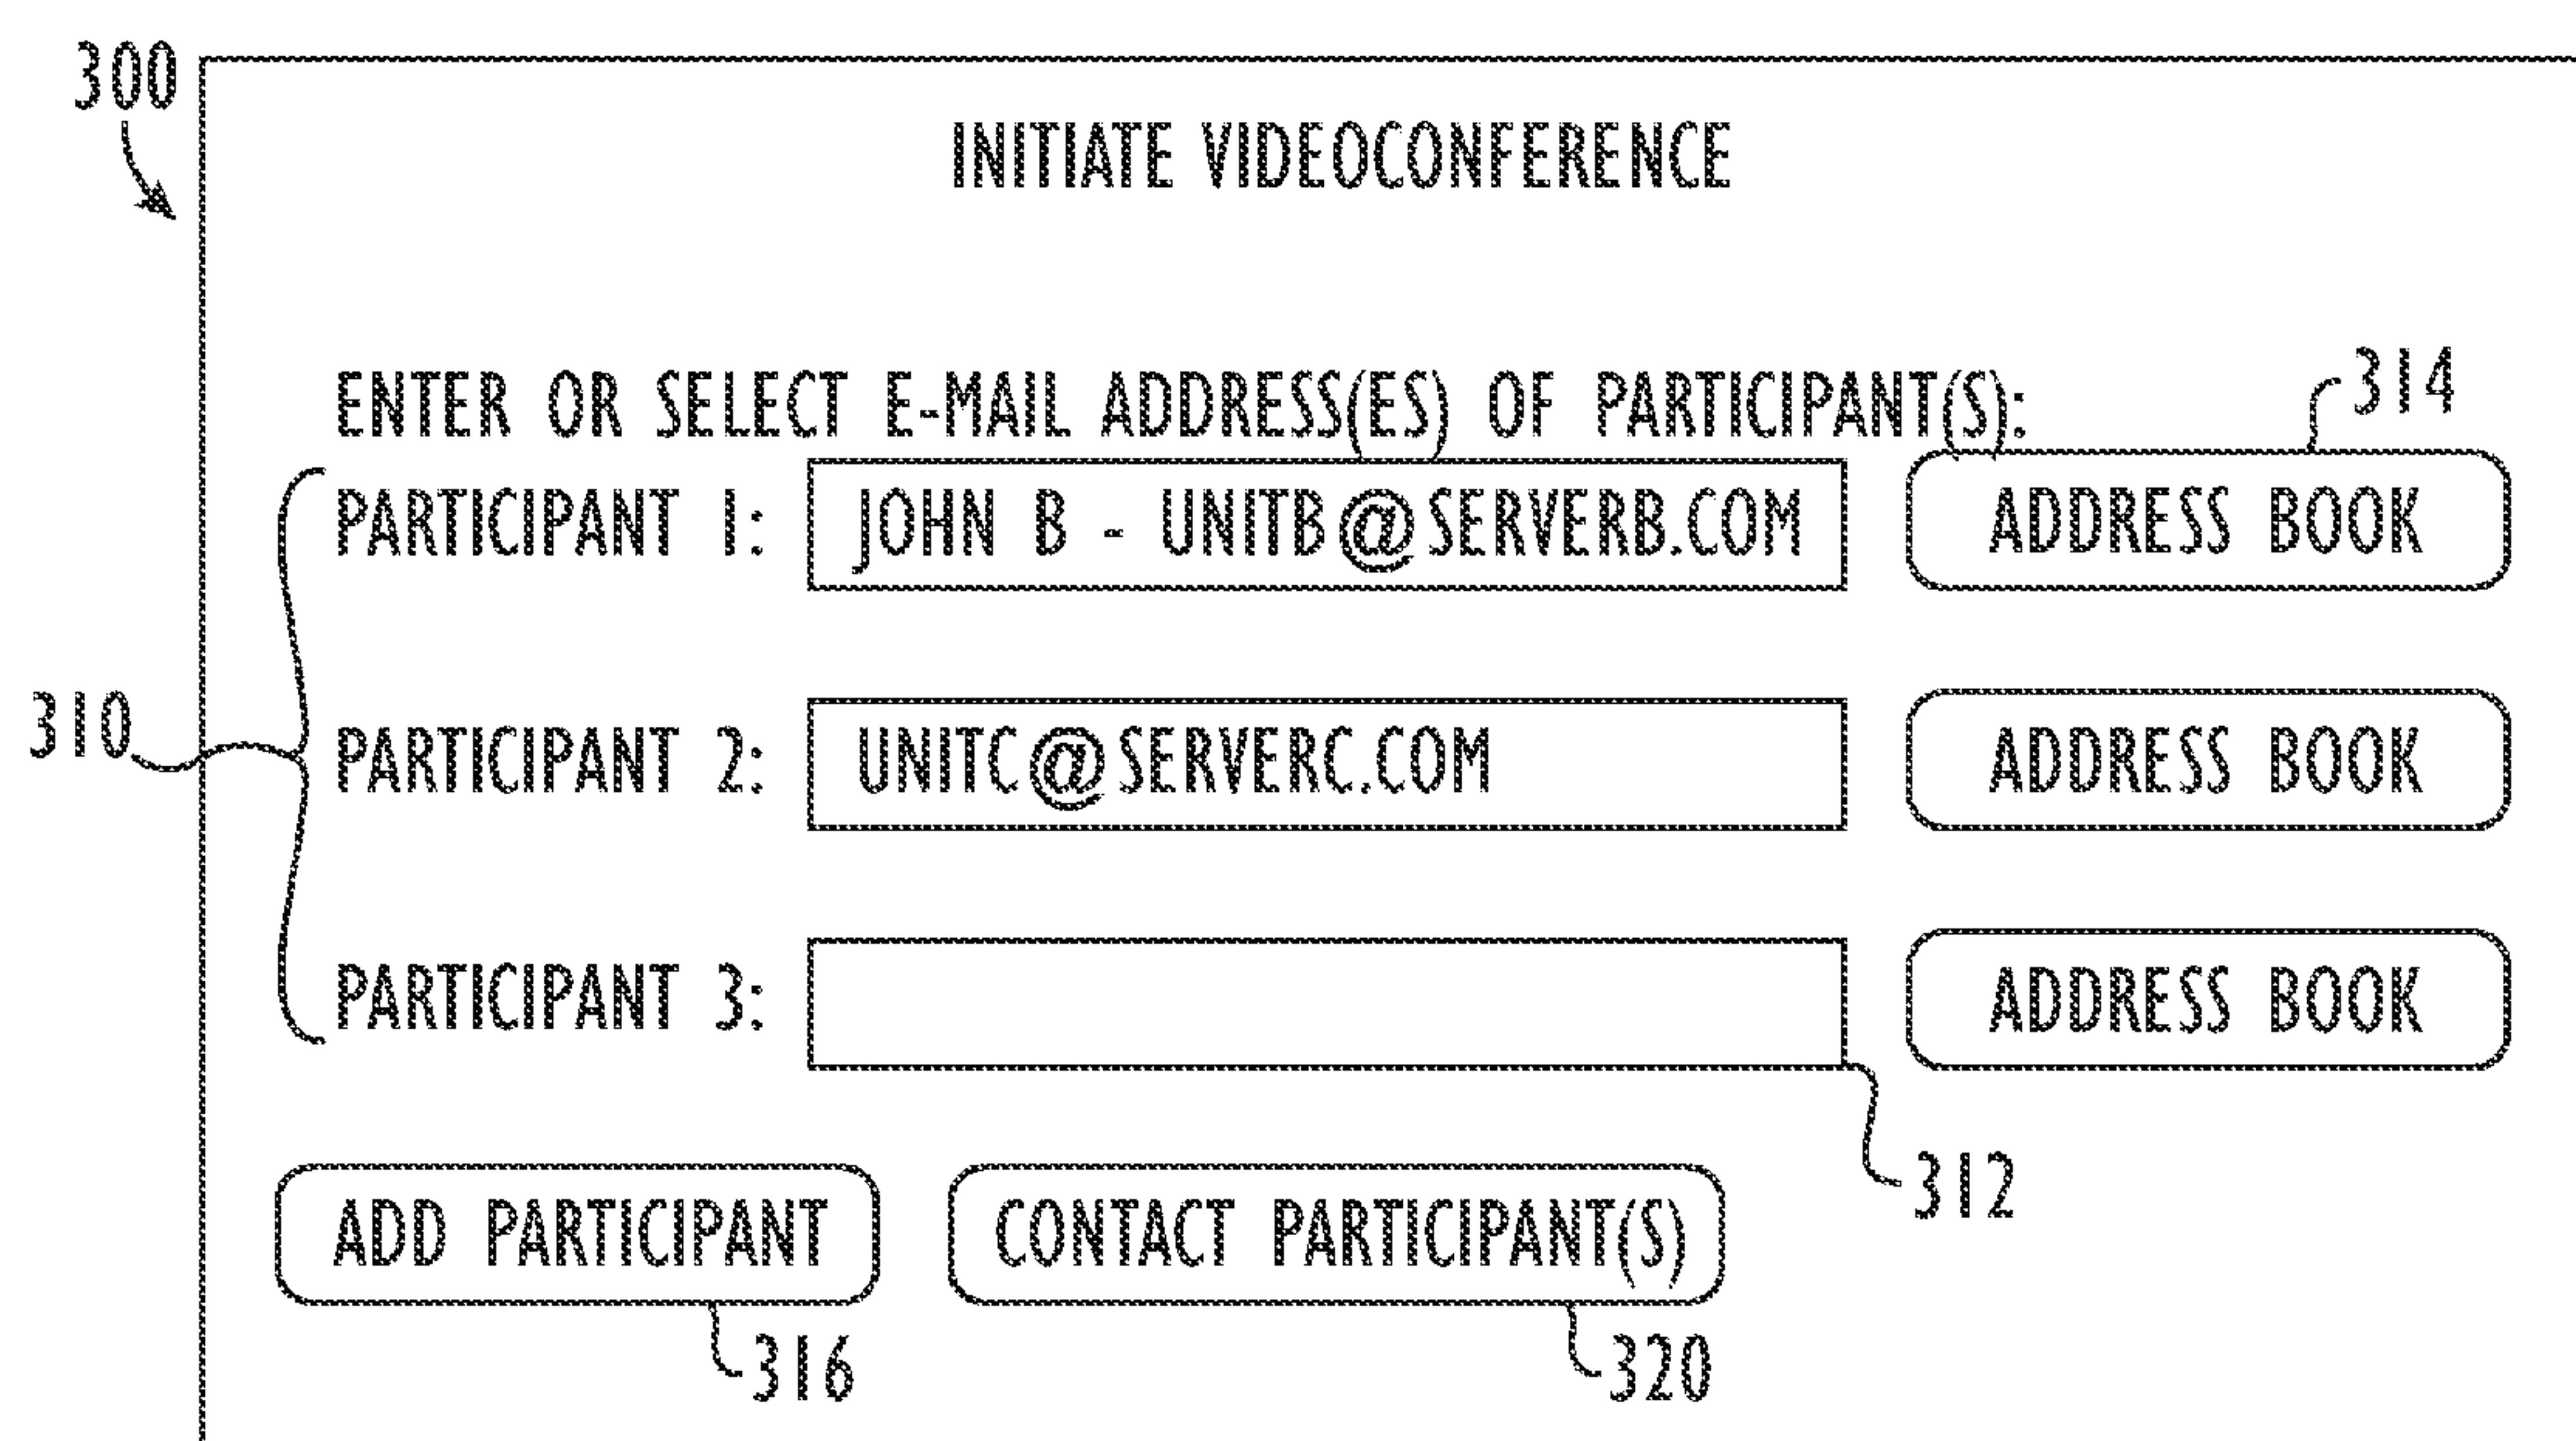 300
INITIATE VIDEOCONFERENCE
ENTER OR SELECT E-MAIL ADDRESS(ES) OF PARTICIPANT(S):
314
PARTICIPANT 1: JOHN B - UNITB@SERVERB.COM ADDRESS BOOK
310
PARTICIPANT 2: UNITC@SERVERC.COM ADDRESS BOOK
PARTICIPANT 3: ADDRESS BOOK
312
ADD PARTICIPANT CONTACT PARTICIPANT(S)
316 320